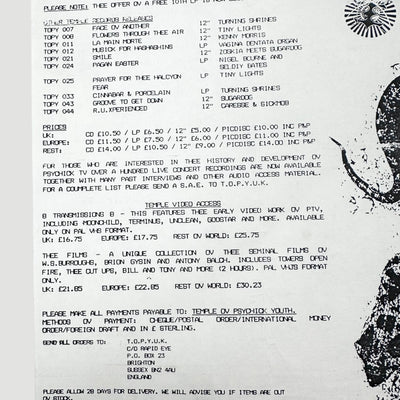 PLEASE NOTE: THEE OFFER OV A FREE 10TH LP IS NOW
OTHER TEMPLE RECORDS RELEASES
TOPY 007 FACE OV ANOTHER 12" TURNING SHRINES
TOPY 008 FLOWERS THROUGH THEE AIR 12" TINY LIGHTS
TOPY 011 LA MAIN MORTE 12" KENNY MORRIS
TOPY 012 MUSICK FOR HASHASHINS LP VAGINA DENTATA ORGAN
TOPY 021 SMILE 12" ZOSKIA MEETS SUGARDOG
TOPY 024 PAGAN EASTER LP NIGEL BOURNE AND
SELDIY BATES
TOPY 025 PRAYER FOR THEE HALCYON LP TINY LIGHTS
FEAR
TOPY 033 CINNABAR & PORCELAIN LP TURNING SHRINES
TOPY 043 GROOVE TO GET DOWN 12" SUGARDOG
TOPY 044 R.U.XPERIENCED 12" CARESSE & SICKMOB
PRICES
UK: CD £10.50 / LP £6.50 / 12" £5.00 / PICDISC £10.00 INC P&P
EUROPE: CD £11.50 / LP £7.50 / 12" £6.00 / PICDISC £11.00 INC P&P
REST: CD £14.00 / LP £10.50 / 12" £9.00 / PICDISC £14.00 INC P&P
FOR THOSE WHO ARE INTERESTED IN THEE HISTORY AND DEVELOPMENT OV
PSYCHICK TV OVER A HUNDRED LIVE CONCERT RECORDINGS ARE NOW AVAILABLE
TOGETHER WITH MANY PAST INTERVIEWS AND OTHER AUDIO ACCESS MATERIAL.
FOR A COMPLETE LIST PLEASE SEND A S.A.E. TO T.O.P.Y.U.K.
TEMPLE VIDEO ACCESS
8 TRANSMISSIONS 8 - THIS FEATURES THEE EARLY VIDEO WORK OV PTV,
INCLUDING MOONCHILD, TERMINUS, UNCLEAN, GODSTAR AND MORE. AVAILABLE
ONLY ON PAL VHS FORMAT.
UK: £16.75 EUROPE: £17.75 REST OV WORLD: £25.75
THEE FILMS - A UNIQUE COLLECTION OV THEE SEMINAL FILMS OV
W.S.BURROUGHS, BRION GYSIN AND ANTONY BALCH. INCLUDES TOWERS OPEN
FIRE, THEE CUT UPS, BILL AND TONY AND MORE (2 HOURS). PAL VHS FORMAT
ONLY.
UK: £21.85 EUROPE: £22.85 REST OV WORLD: £30.23
PLEASE MAKE ALL PAYMENTS PAYABLE TO: TEMPLE OV PSYCHICK YOUTH.
METHODS OV PAYMENT: CHEQUE/POSTAL ORDER/INTERNATIONAL MONEY
ORDER/FOREIGN DRAFT AND IN £ STERLING.
SEND ALL ORDERS TO: T.O.P.Y.U.K.
C/O RAPID EYE
P.O. BOX 23
BRIGHTON
SUSSEX BN2 4AU
ENGLAND
PLEASE ALLOW 28 DAYS FOR DELIVERY. WE WILL ADVISE YOU IF ITEMS ARE OUT
OV STOCK.